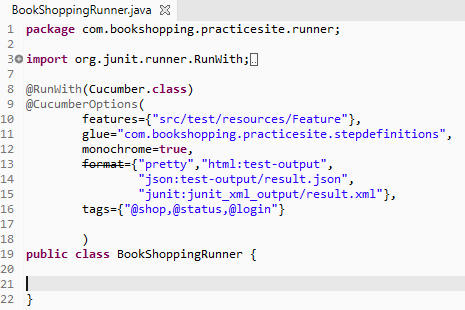 BookShoppingRunner.java
1 package com.bookshopping.practicesite.runner;
2
3 import org.junit.runner.RunWith;
7
8 @RunWith(Cucumber.class)
9 @CucumberOptions(
10 features={"src/test/resources/Feature"},
11 glue="com.bookshopping.practicesite.stepdefinitions",
12 monochrome=true,
13 format={"pretty","html:test-output",
14 "json:test-output/result.json",
15 "junit:junit_xml_output/result.xml"},
16 tags={"@shop,@status,@login"}
17
18 )
19 public class BookShoppingRunner {
20
21
22 }